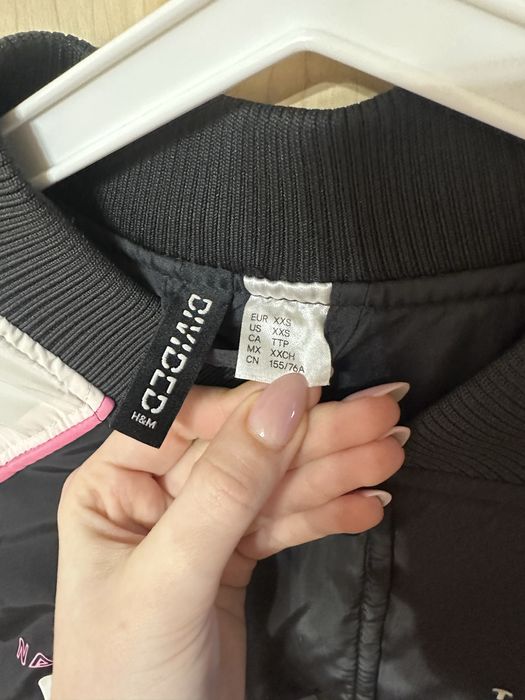 DIVIDED
H&M
EUR XXS
US XXS
CA TTP
MX XXCH
CN 155/76A